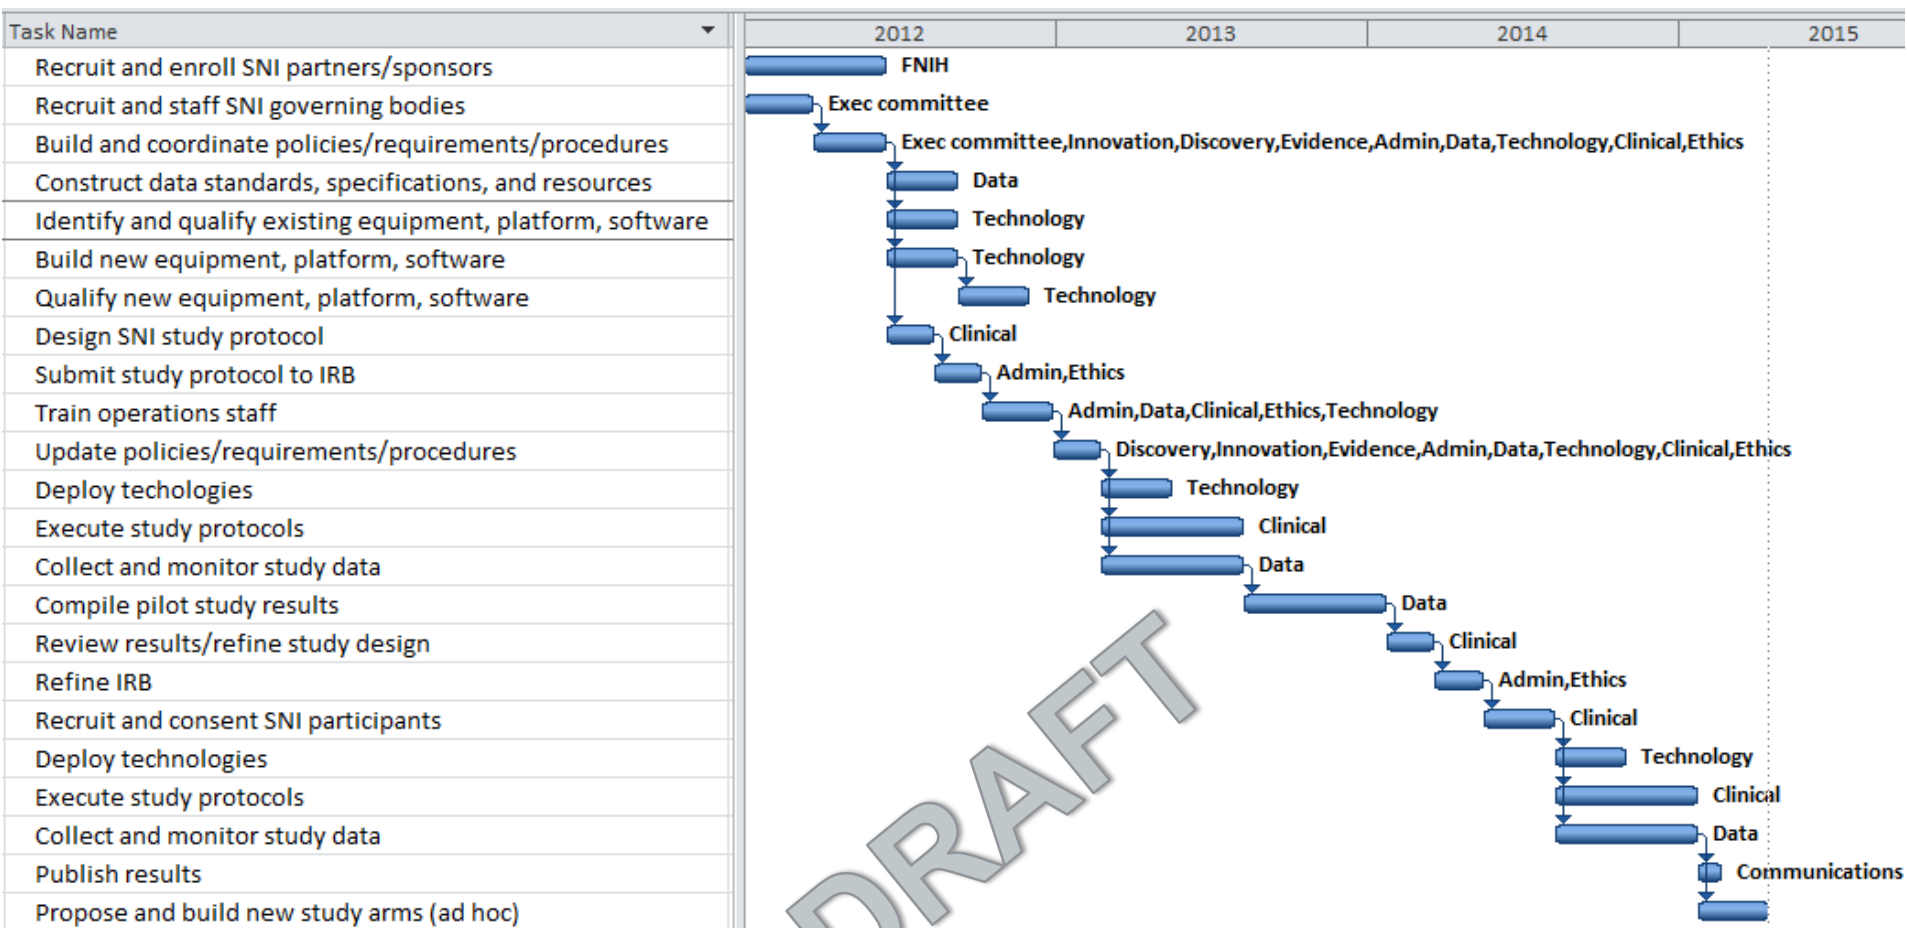 Task Name 2012 2013 2014 2015
Recruit and enroll SNI partners/sponsors FNIH
Recruit and staff SNI governing bodies Exec committee
Build and coordinate policies/requirements/procedures Exec committee,Innovation,Discovery,Evidence,Admin,Data,Technology,Clinical,Ethics
Construct data standards, specifications, and resources Data
Identify and qualify existing equipment, platform, software Technology
Build new equipment, platform, software Technology
Qualify new equipment, platform, software Technology
Design SNI study protocol Clinical
Submit study protocol to IRB Admin,Ethics
Train operations staff Admin,Data,Clinical,Ethics,Technology
Update policies/requirements/procedures Discovery,Innovation,Evidence,Admin,Data,Technology,Clinical,Ethics
Deploy techologies Technology
Execute study protocols Clinical
Collect and monitor study data Data
Compile pilot study results Data
Review results/refine study design Clinical
Refine IRB Admin,Ethics
Recruit and consent SNI participants Clinical
Deploy technologies Technology
Execute study protocols Clinical
Collect and monitor study data Data
Publish results Communications
Propose and build new study arms (ad hoc)
DRAFT